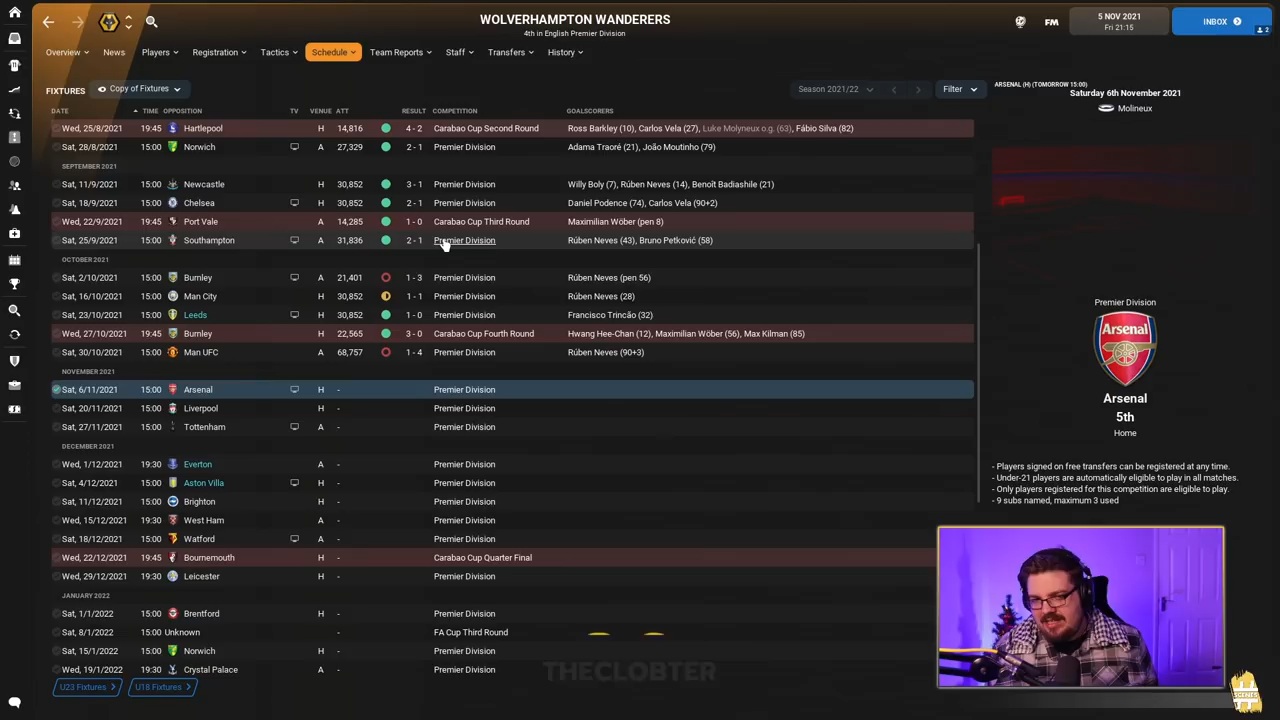 WOLVERHAMPTON WANDERERS
4th in English Premier Division
FM
5 NOV 2021
Fri 21:15
INBOX
2
Overview
News
Players
Registration
Tactics
Schedule
Team Reports
Staff
Transfers
History
FIXTURES
Copy of Fixtures
Season 2021/22
Filter
DATE TIME OPPOSITION TV VENUE ATT RESULT COMPETITION GOALSCORERS
Wed, 25/8/2021 19:45 Hartlepool H 14,816 4 - 2 Carabao Cup Second Round Ross Barkley (10), Carlos Vela (27), Luke Molyneux o.g. (63), Fábio Silva (82)
Sat, 28/8/2021 15:00 Norwich A 27,329 2 - 1 Premier Division Adama Traoré (21), João Moutinho (79)
SEPTEMBER 2021
Sat, 11/9/2021 15:00 Newcastle H 30,852 3 - 1 Premier Division Willy Boly (7), Rúben Neves (14), Benoît Badiashile (21)
Sat, 18/9/2021 15:00 Chelsea H 30,852 2 - 1 Premier Division Daniel Podence (74), Carlos Vela (90+2)
Wed, 22/9/2021 19:45 Port Vale A 14,285 1 - 0 Carabao Cup Third Round Maximilian Wöber (pen 8)
Sat, 25/9/2021 15:00 Southampton A 31,836 2 - 1 Premier Division Rúben Neves (43), Bruno Petković (58)
OCTOBER 2021
Sat, 2/10/2021 15:00 Burnley A 21,401 1 - 3 Premier Division Rúben Neves (pen 56)
Sat, 16/10/2021 15:00 Man City H 30,852 1 - 1 Premier Division Rúben Neves (28)
Sat, 23/10/2021 15:00 Leeds H 30,852 1 - 0 Premier Division Francisco Trincão (32)
Wed, 27/10/2021 19:45 Burnley H 22,565 3 - 0 Carabao Cup Fourth Round Hwang Hee-Chan (12), Maximilian Wöber (56), Max Kilman (85)
Sat, 30/10/2021 15:00 Man UFC A 68,757 1 - 4 Premier Division Rúben Neves (90+3)
NOVEMBER 2021
Sat, 6/11/2021 15:00 Arsenal H - Premier Division
Sat, 20/11/2021 15:00 Liverpool H - Premier Division
Sat, 27/11/2021 15:00 Tottenham A - Premier Division
DECEMBER 2021
Wed, 1/12/2021 19:30 Everton A - Premier Division
Sat, 4/12/2021 15:00 Aston Villa H - Premier Division
Sat, 11/12/2021 15:00 Brighton H - Premier Division
Wed, 15/12/2021 19:30 West Ham A - Premier Division
Sat, 18/12/2021 15:00 Watford A - Premier Division
Wed, 22/12/2021 19:45 Bournemouth H - Carabao Cup Quarter Final
Wed, 29/12/2021 19:30 Leicester H - Premier Division
JANUARY 2022
Sat, 1/1/2022 15:00 Brentford H - Premier Division
Sat, 8/1/2022 15:00 Unknown - FA Cup Third Round
Sat, 15/1/2022 15:00 Norwich H - Premier Division
Wed, 19/1/2022 19:30 Crystal Palace A - Premier Division
U23 Fixtures
U18 Fixtures
ARSENAL (H) (TOMORROW 15:00)
Saturday 6th November 2021
Molineux
Premier Division
Arsenal
Arsenal
5th
Home
- Players signed on free transfers can be registered at any time.
- Under-21 players are automatically eligible to play in all matches.
- Only players registered for this competition are eligible to play.
- 9 subs named, maximum 3 used
THECLOBTER
SCENES